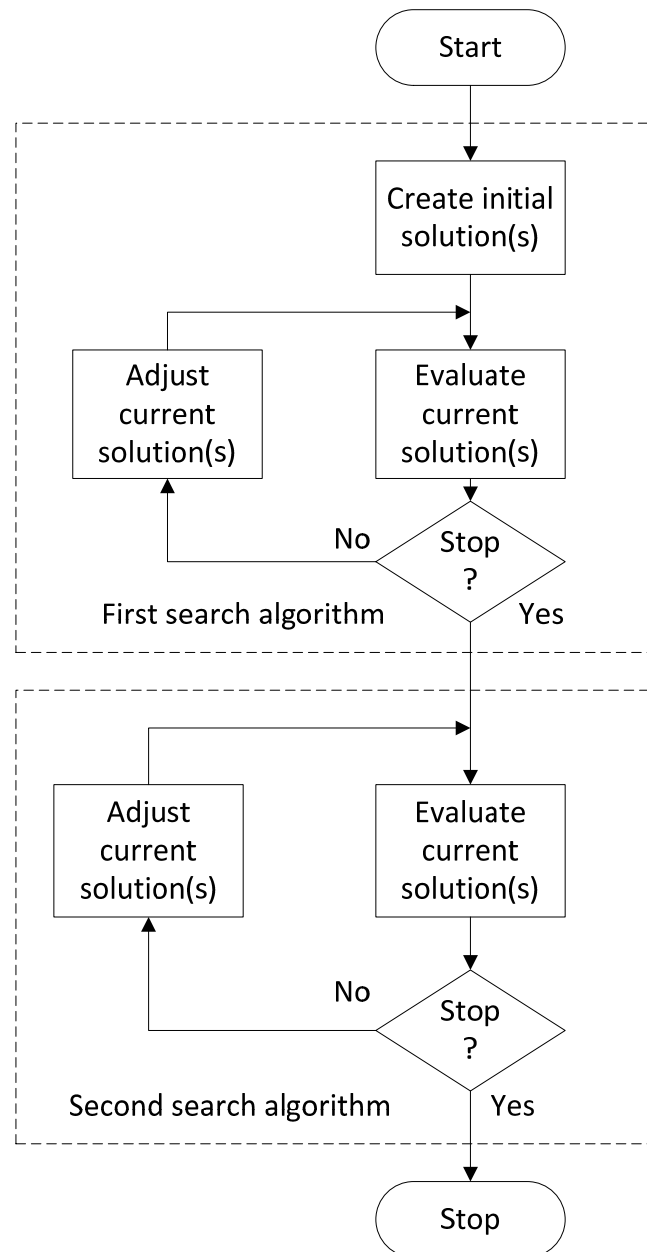 Start
Create initial
solution(s)
Adjust
current
solution(s)
Evaluate
current
solution(s)
No
Stop
?
First search algorithm
Yes
Adjust
current
solution(s)
Evaluate
current
solution(s)
No
Stop
?
Second search algorithm
Yes
Stop